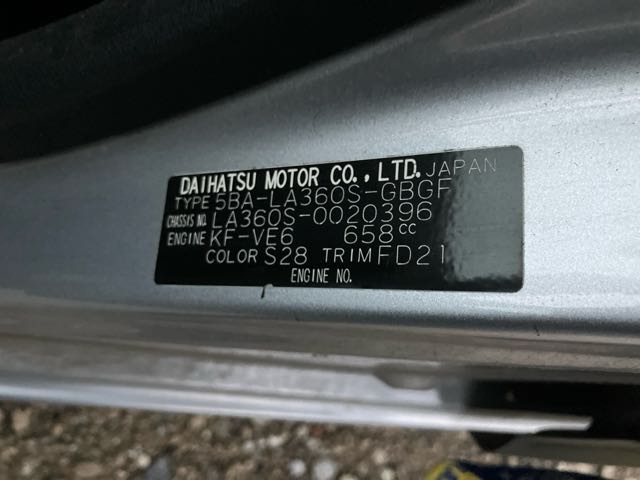 DAIHATSU MOTOR CO., LTD. JAPAN
TYPE 5BA-LA360S-GBGF
CHASSIS NO. LA360S-0020396
ENGINE KF-VE6 658cc
COLOR S28 TRIM FD21
ENGINE NO.